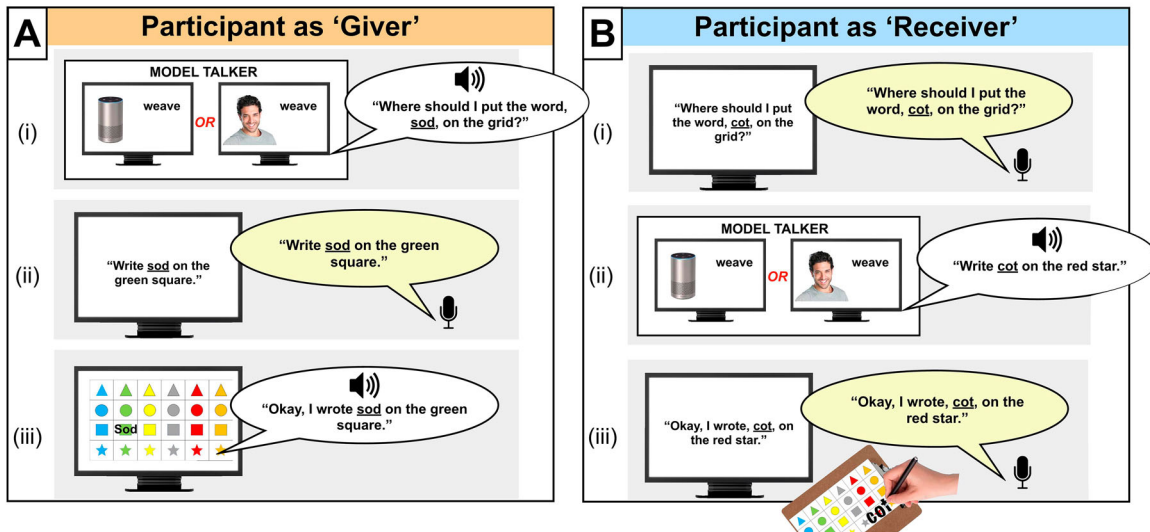 A
Participant as ‘Giver’
(i)
MODEL TALKER
weave
OR
weave
“Where should I put the word,
sod, on the grid?”
(ii)
“Write sod on the
green square.”
“Write sod on the green
square.”
(iii)
Sod
“Okay, I wrote sod on the green
square.”
B
Participant as ‘Receiver’
(i)
“Where should I put
the word, cot, on the
grid?”
“Where should I put the
word, cot, on the grid?”
(ii)
MODEL TALKER
weave
OR
weave
“Write cot on the red star.”
(iii)
“Okay, I wrote, cot, on
the red star.”
“Okay, I wrote, cot, on the
red star.”
cot